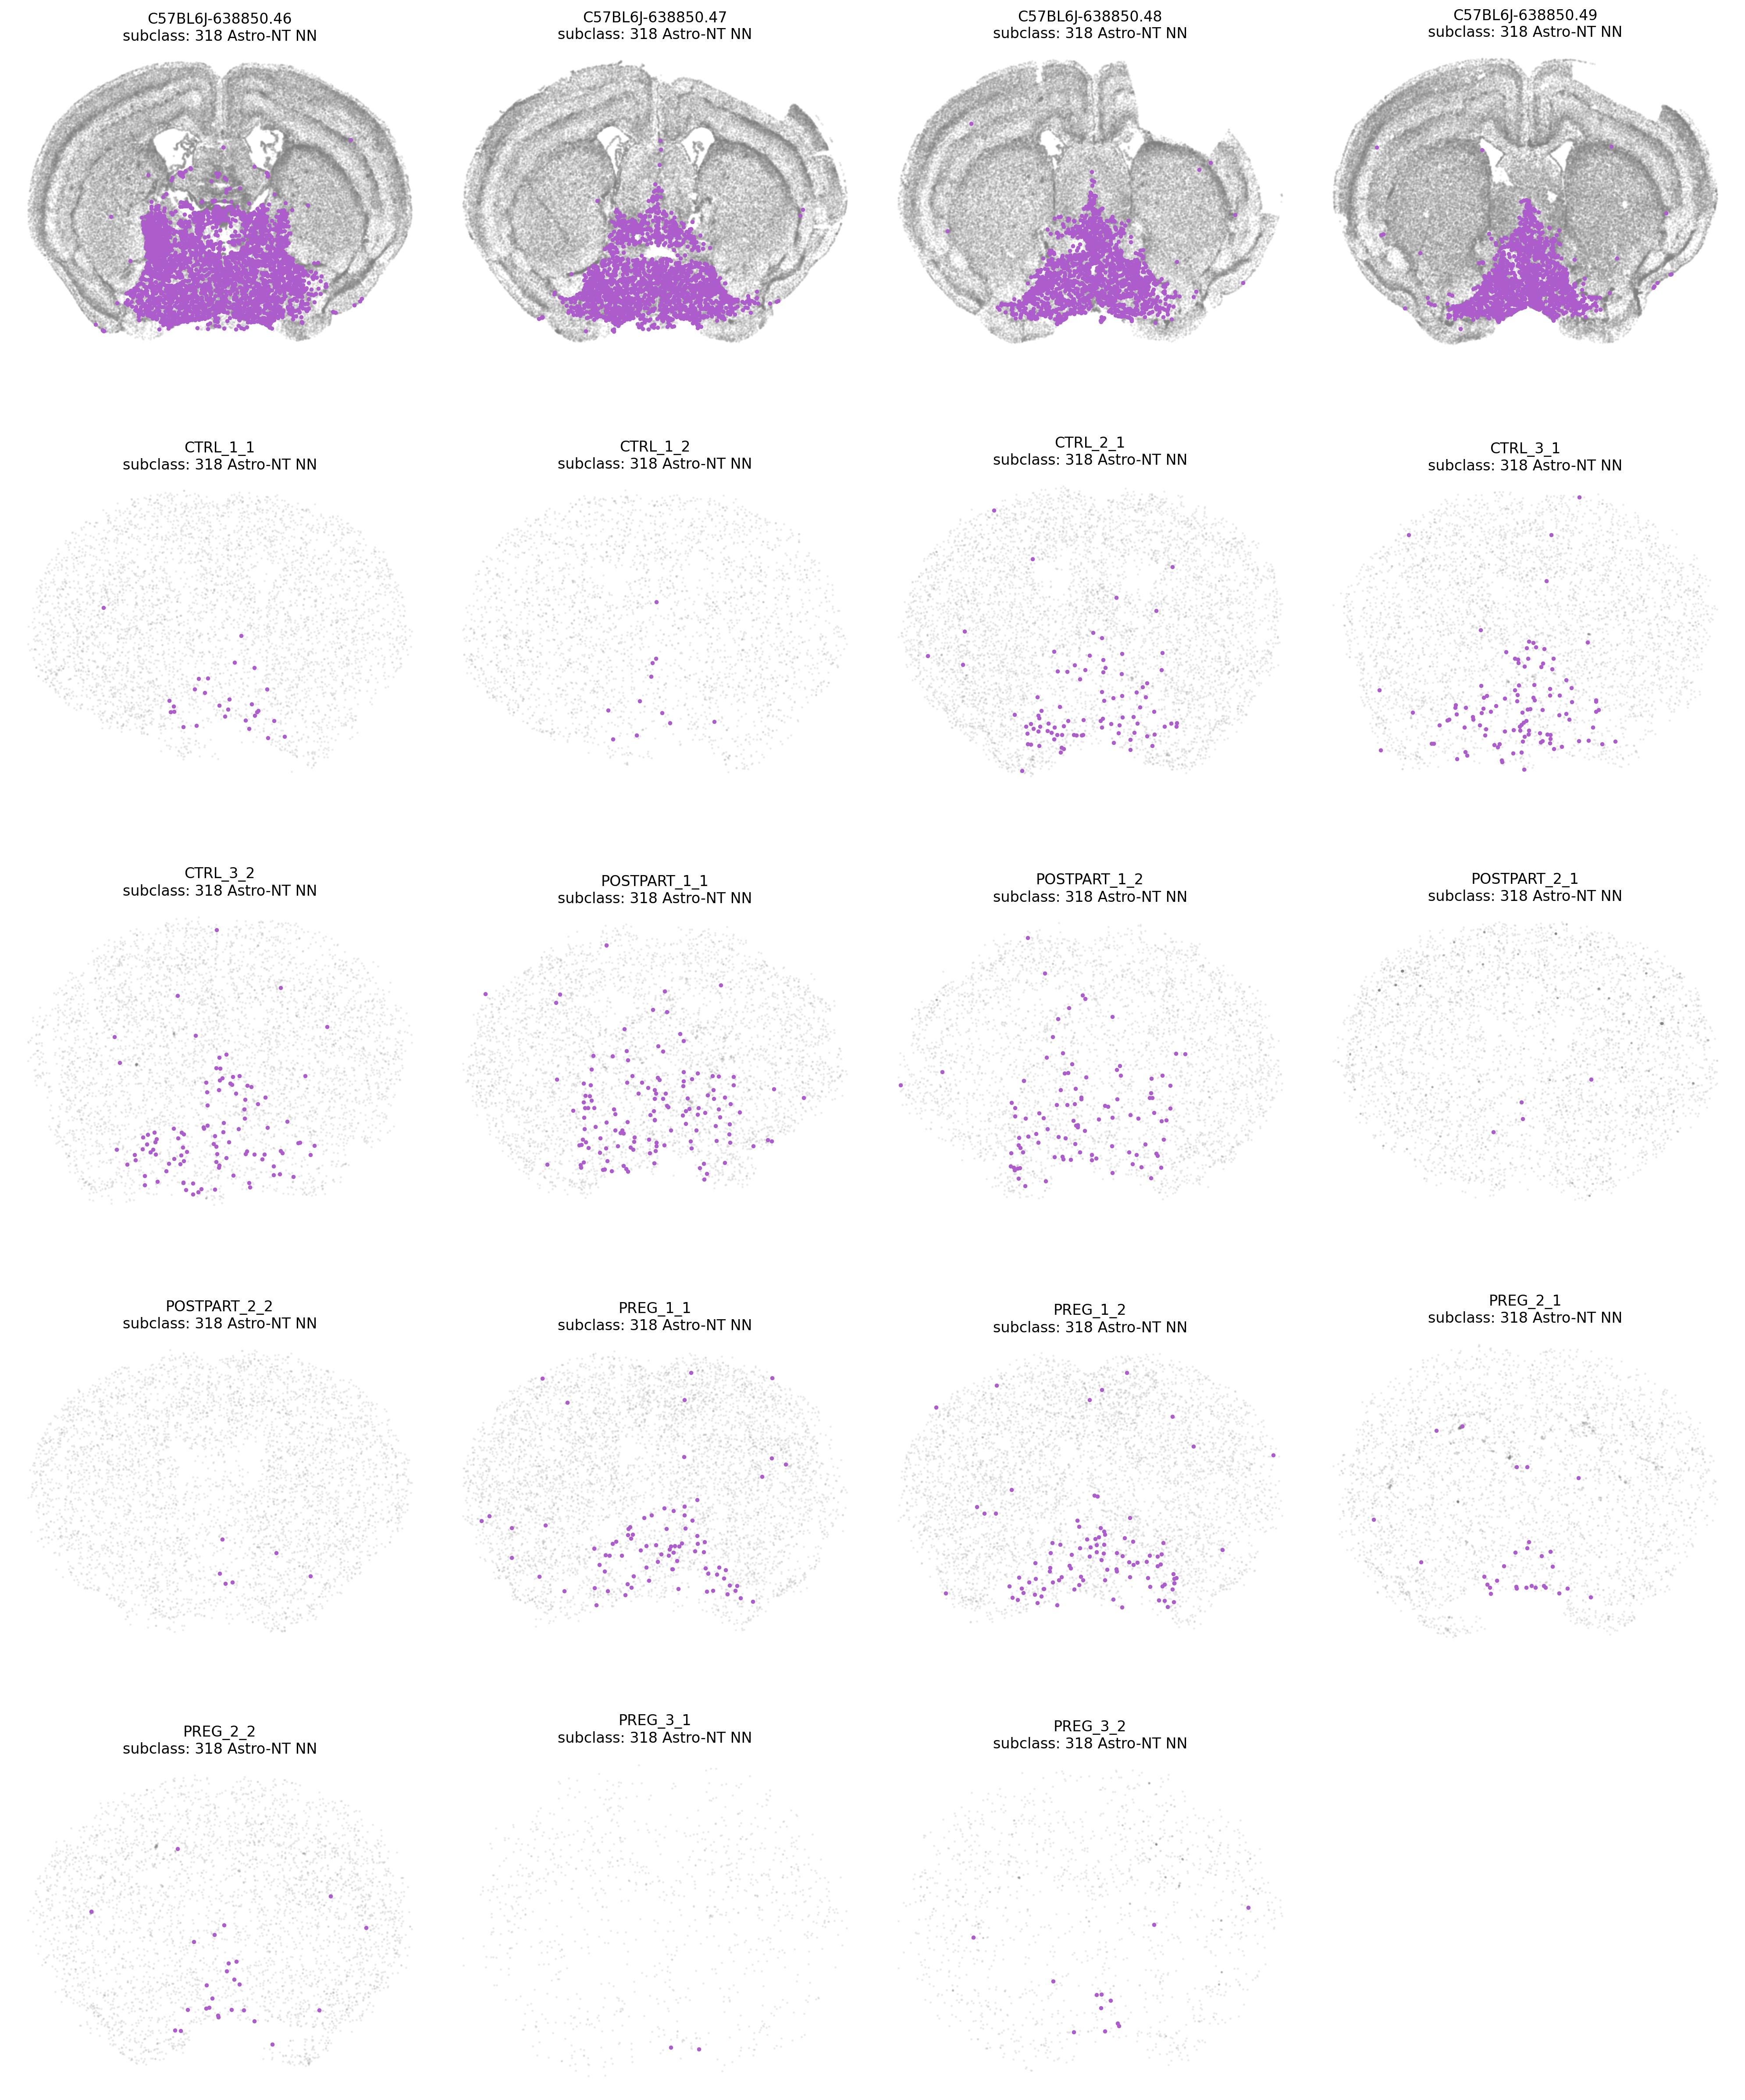 C57BL6J-638850.46
subclass: 318 Astro-NT NN
C57BL6J-638850.47
subclass: 318 Astro-NT NN
C57BL6J-638850.48
subclass: 318 Astro-NT NN
C57BL6J-638850.49
subclass: 318 Astro-NT NN
CTRL_1_1
subclass: 318 Astro-NT NN
CTRL_1_2
subclass: 318 Astro-NT NN
CTRL_2_1
subclass: 318 Astro-NT NN
CTRL_3_1
subclass: 318 Astro-NT NN
CTRL_3_2
subclass: 318 Astro-NT NN
POSTPART_1_1
subclass: 318 Astro-NT NN
POSTPART_1_2
subclass: 318 Astro-NT NN
POSTPART_2_1
subclass: 318 Astro-NT NN
POSTPART_2_2
subclass: 318 Astro-NT NN
PREG_1_1
subclass: 318 Astro-NT NN
PREG_1_2
subclass: 318 Astro-NT NN
PREG_2_1
subclass: 318 Astro-NT NN
PREG_2_2
subclass: 318 Astro-NT NN
PREG_3_1
subclass: 318 Astro-NT NN
PREG_3_2
subclass: 318 Astro-NT NN